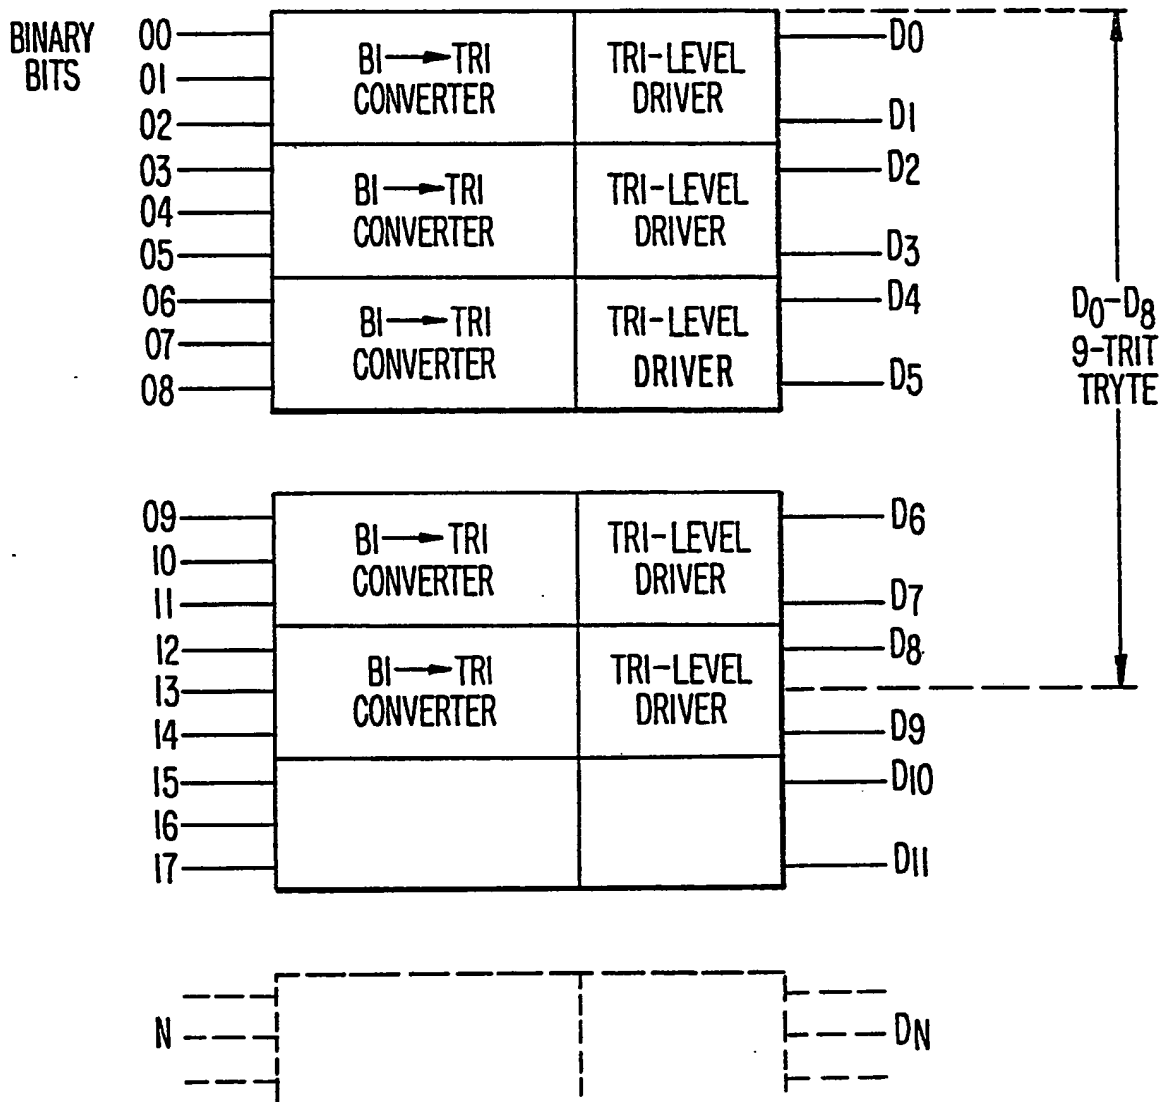 BINARY
BITS
00
01
02
BI → TRI
CONVERTER
TRI-LEVEL
DRIVER
D0
D1
03
04
05
BI → TRI
CONVERTER
TRI-LEVEL
DRIVER
D2
D3
06
07
08
BI → TRI
CONVERTER
TRI-LEVEL
DRIVER
D4
D5
D0-D8
9-TRIT
TRYTE
09
10
11
BI → TRI
CONVERTER
TRI-LEVEL
DRIVER
D6
D7
12
13
14
BI → TRI
CONVERTER
TRI-LEVEL
DRIVER
D8
D9
15
16
17
D10
D11
N
DN